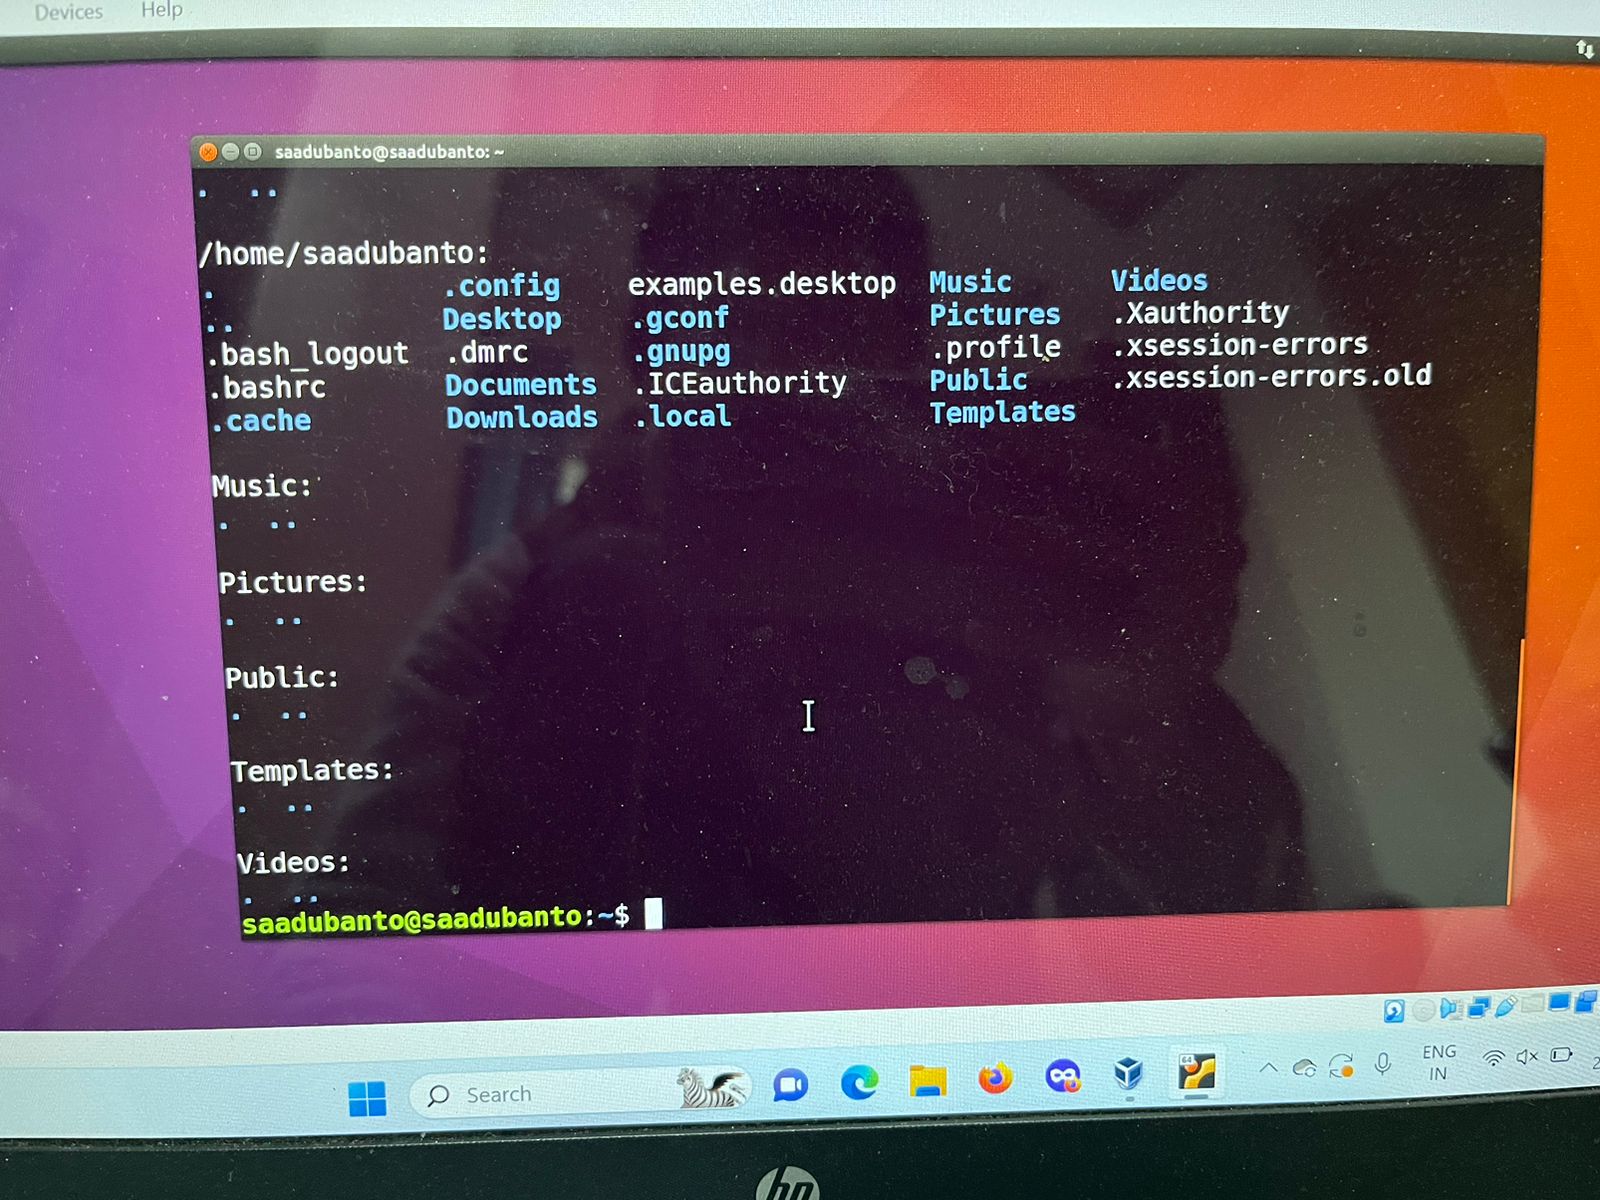 Devices Help
saadubanto@saadubanto: ~
. ..
/home/saadubanto:
. .config examples.desktop Music Videos
.. Desktop .gconf Pictures .Xauthority
.bash_logout .dmrc .gnupg .profile .xsession-errors
.bashrc Documents .ICEauthority Public .xsession-errors.old
.cache Downloads .local Templates
Music:
. ..
Pictures:
. ..
Public:
. ..
Templates:
. ..
Videos:
. ..
saadubanto@saadubanto:~$
Search
64
ENG
IN
hp